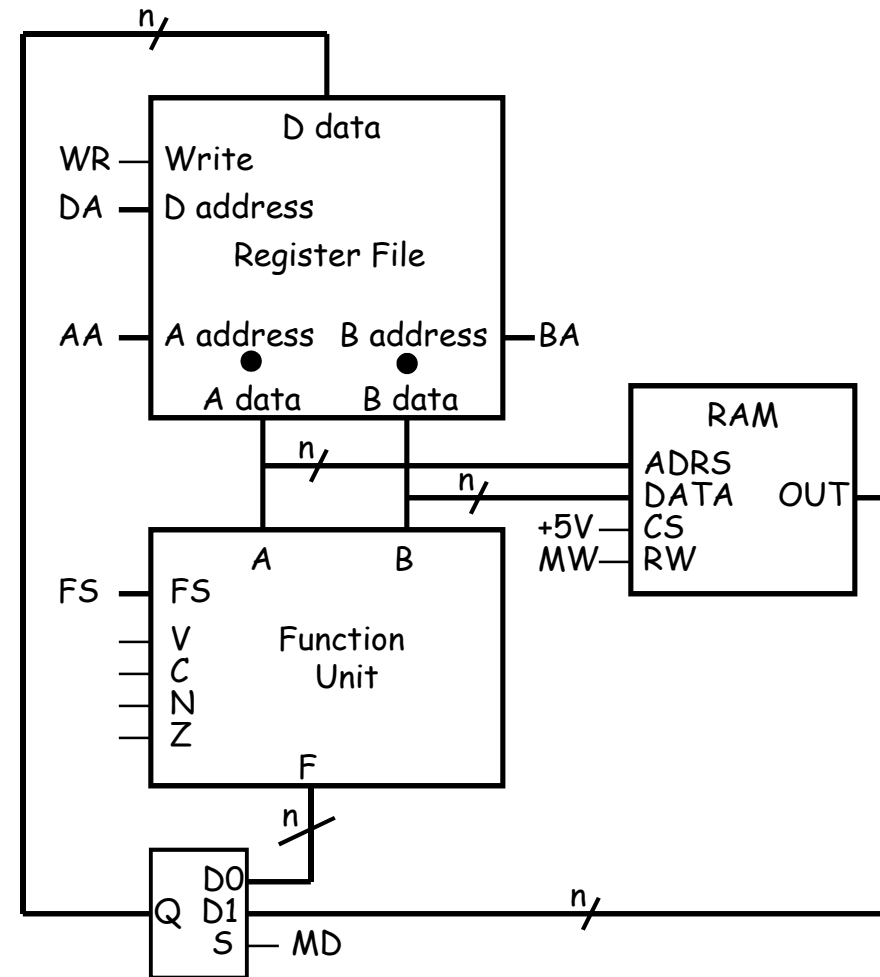 n
D data
WR Write
DA D address
Register File
AA A address B address BA
A data B data
RAM
n ADRS
n DATA OUT
+5V CS
MW RW
A B
FS FS
V
Function
C
Unit
N
Z
F
n
D0
Q D1 n
S MD